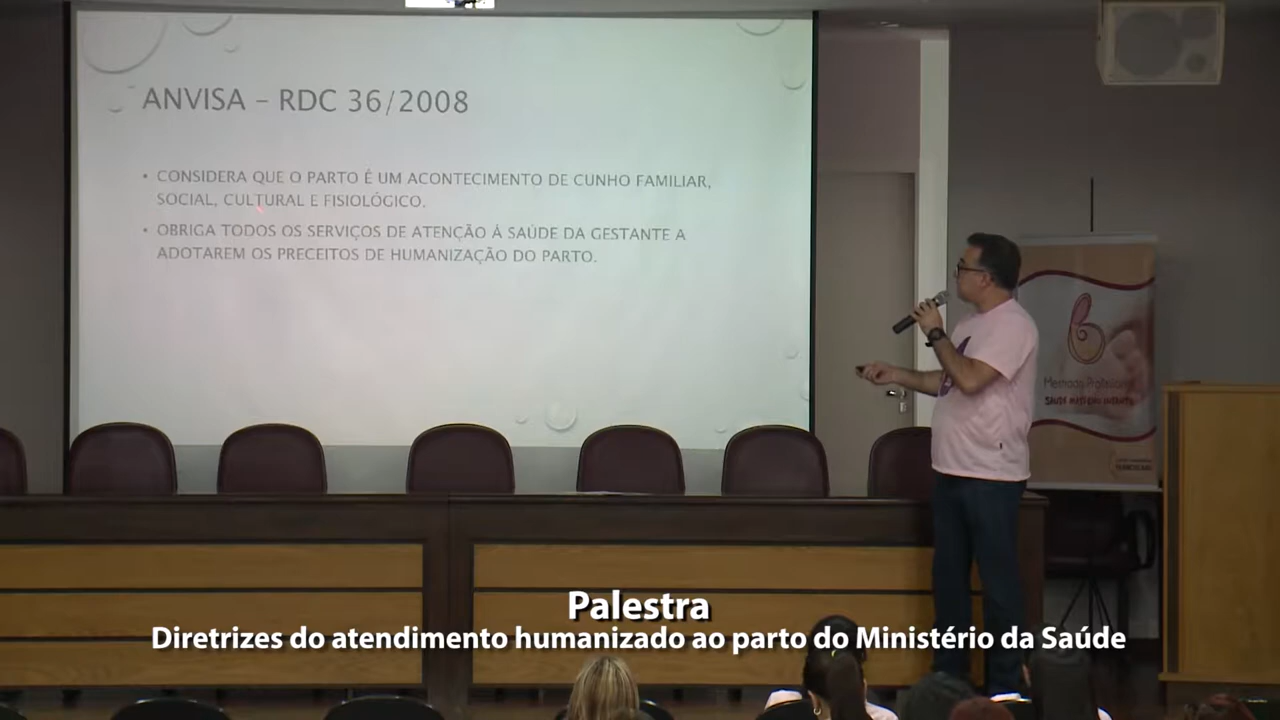 ANVISA – RDC 36/2008
• CONSIDERA QUE O PARTO É UM ACONTECIMENTO DE CUNHO FAMILIAR,
SOCIAL, CULTURAL E FISIOLÓGICO.
• OBRIGA TODOS OS SERVIÇOS DE ATENÇÃO À SAÚDE DA GESTANTE A
ADOTAREM OS PRECEITOS DE HUMANIZAÇÃO DO PARTO.
Mestrado Profissional
Palestra
Diretrizes do atendimento humanizado ao parto do Ministério da Saúde